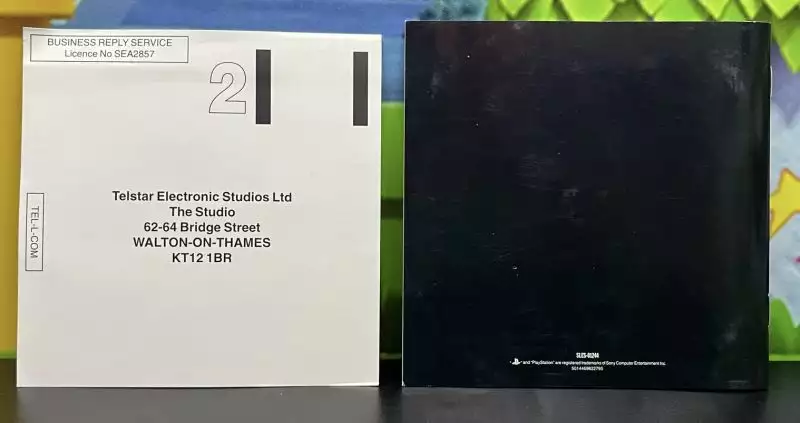 BUSINESS REPLY SERVICE
Licence No SEA2857
2
TEL-L-COM
Telstar Electronic Studios Ltd
The Studio
62-64 Bridge Street
WALTON-ON-THAMES
KT12 1BR
SLES-01244
" " and "PlayStation" are registered trademarks of Sony Computer Entertainment Inc.
5014469822793